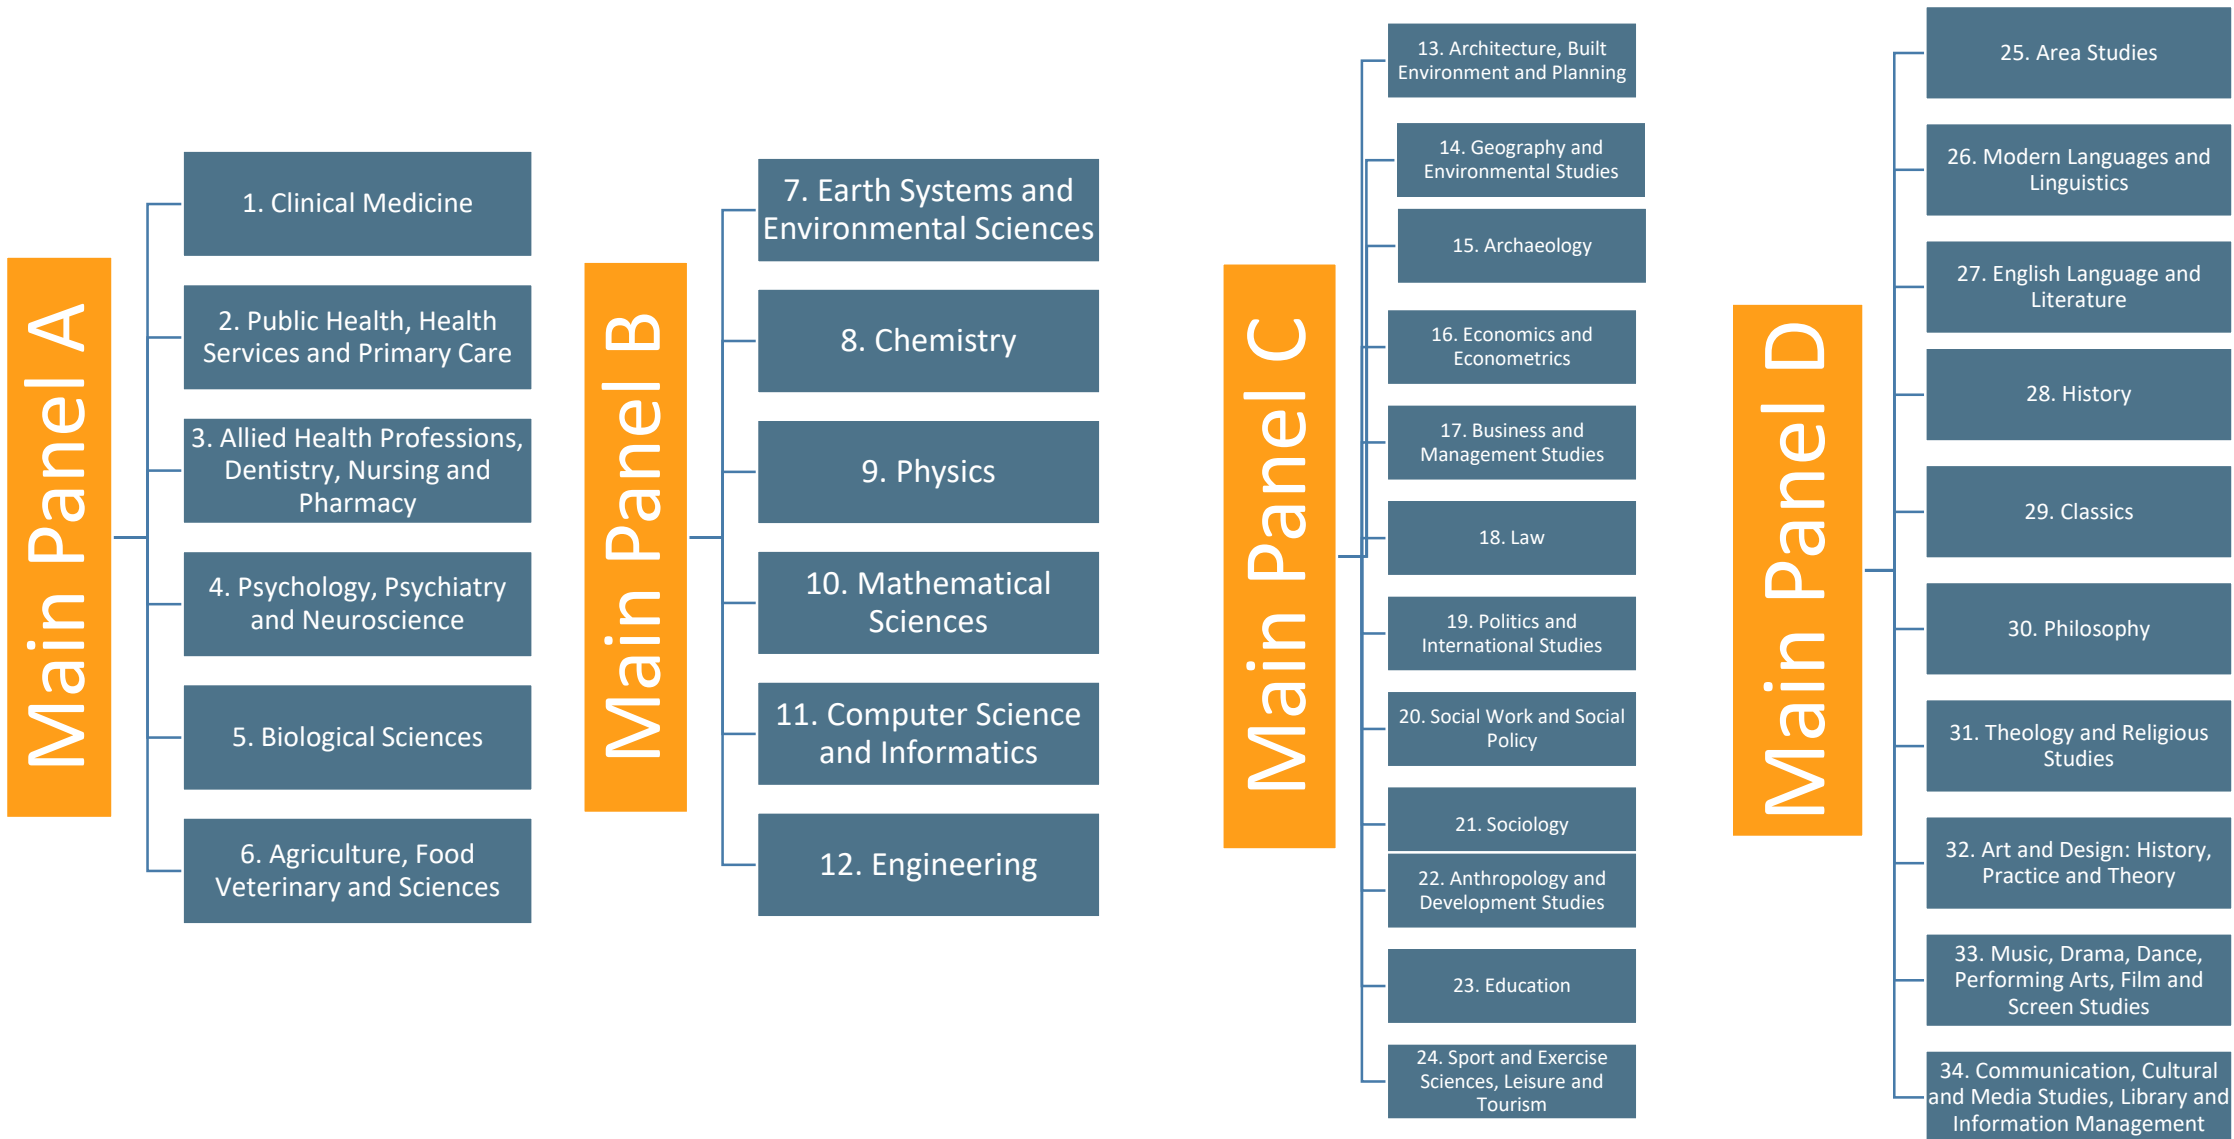 Main Panel A
1. Clinical Medicine
2. Public Health, Health
Services and Primary Care
3. Allied Health Professions,
Dentistry, Nursing and
Pharmacy
4. Psychology, Psychiatry
and Neuroscience
5. Biological Sciences
6. Agriculture, Food
Veterinary and Sciences
Main Panel B
7. Earth Systems and
Environmental Sciences
8. Chemistry
9. Physics
10. Mathematical
Sciences
11. Computer Science
and Informatics
12. Engineering
Main Panel C
13. Architecture, Built
Environment and Planning
14. Geography and
Environmental Studies
15. Archaeology
16. Economics and
Econometrics
17. Business and
Management Studies
18. Law
19. Politics and
International Studies
20. Social Work and Social
Policy
21. Sociology
22. Anthropology and
Development Studies
23. Education
24. Sport and Exercise
Sciences, Leisure and
Tourism
Main Panel D
25. Area Studies
26. Modern Languages and
Linguistics
27. English Language and
Literature
28. History
29. Classics
30. Philosophy
31. Theology and Religious
Studies
32. Art and Design: History,
Practice and Theory
33. Music, Drama, Dance,
Performing Arts, Film and
Screen Studies
34. Communication, Cultural
and Media Studies, Library and
Information Management